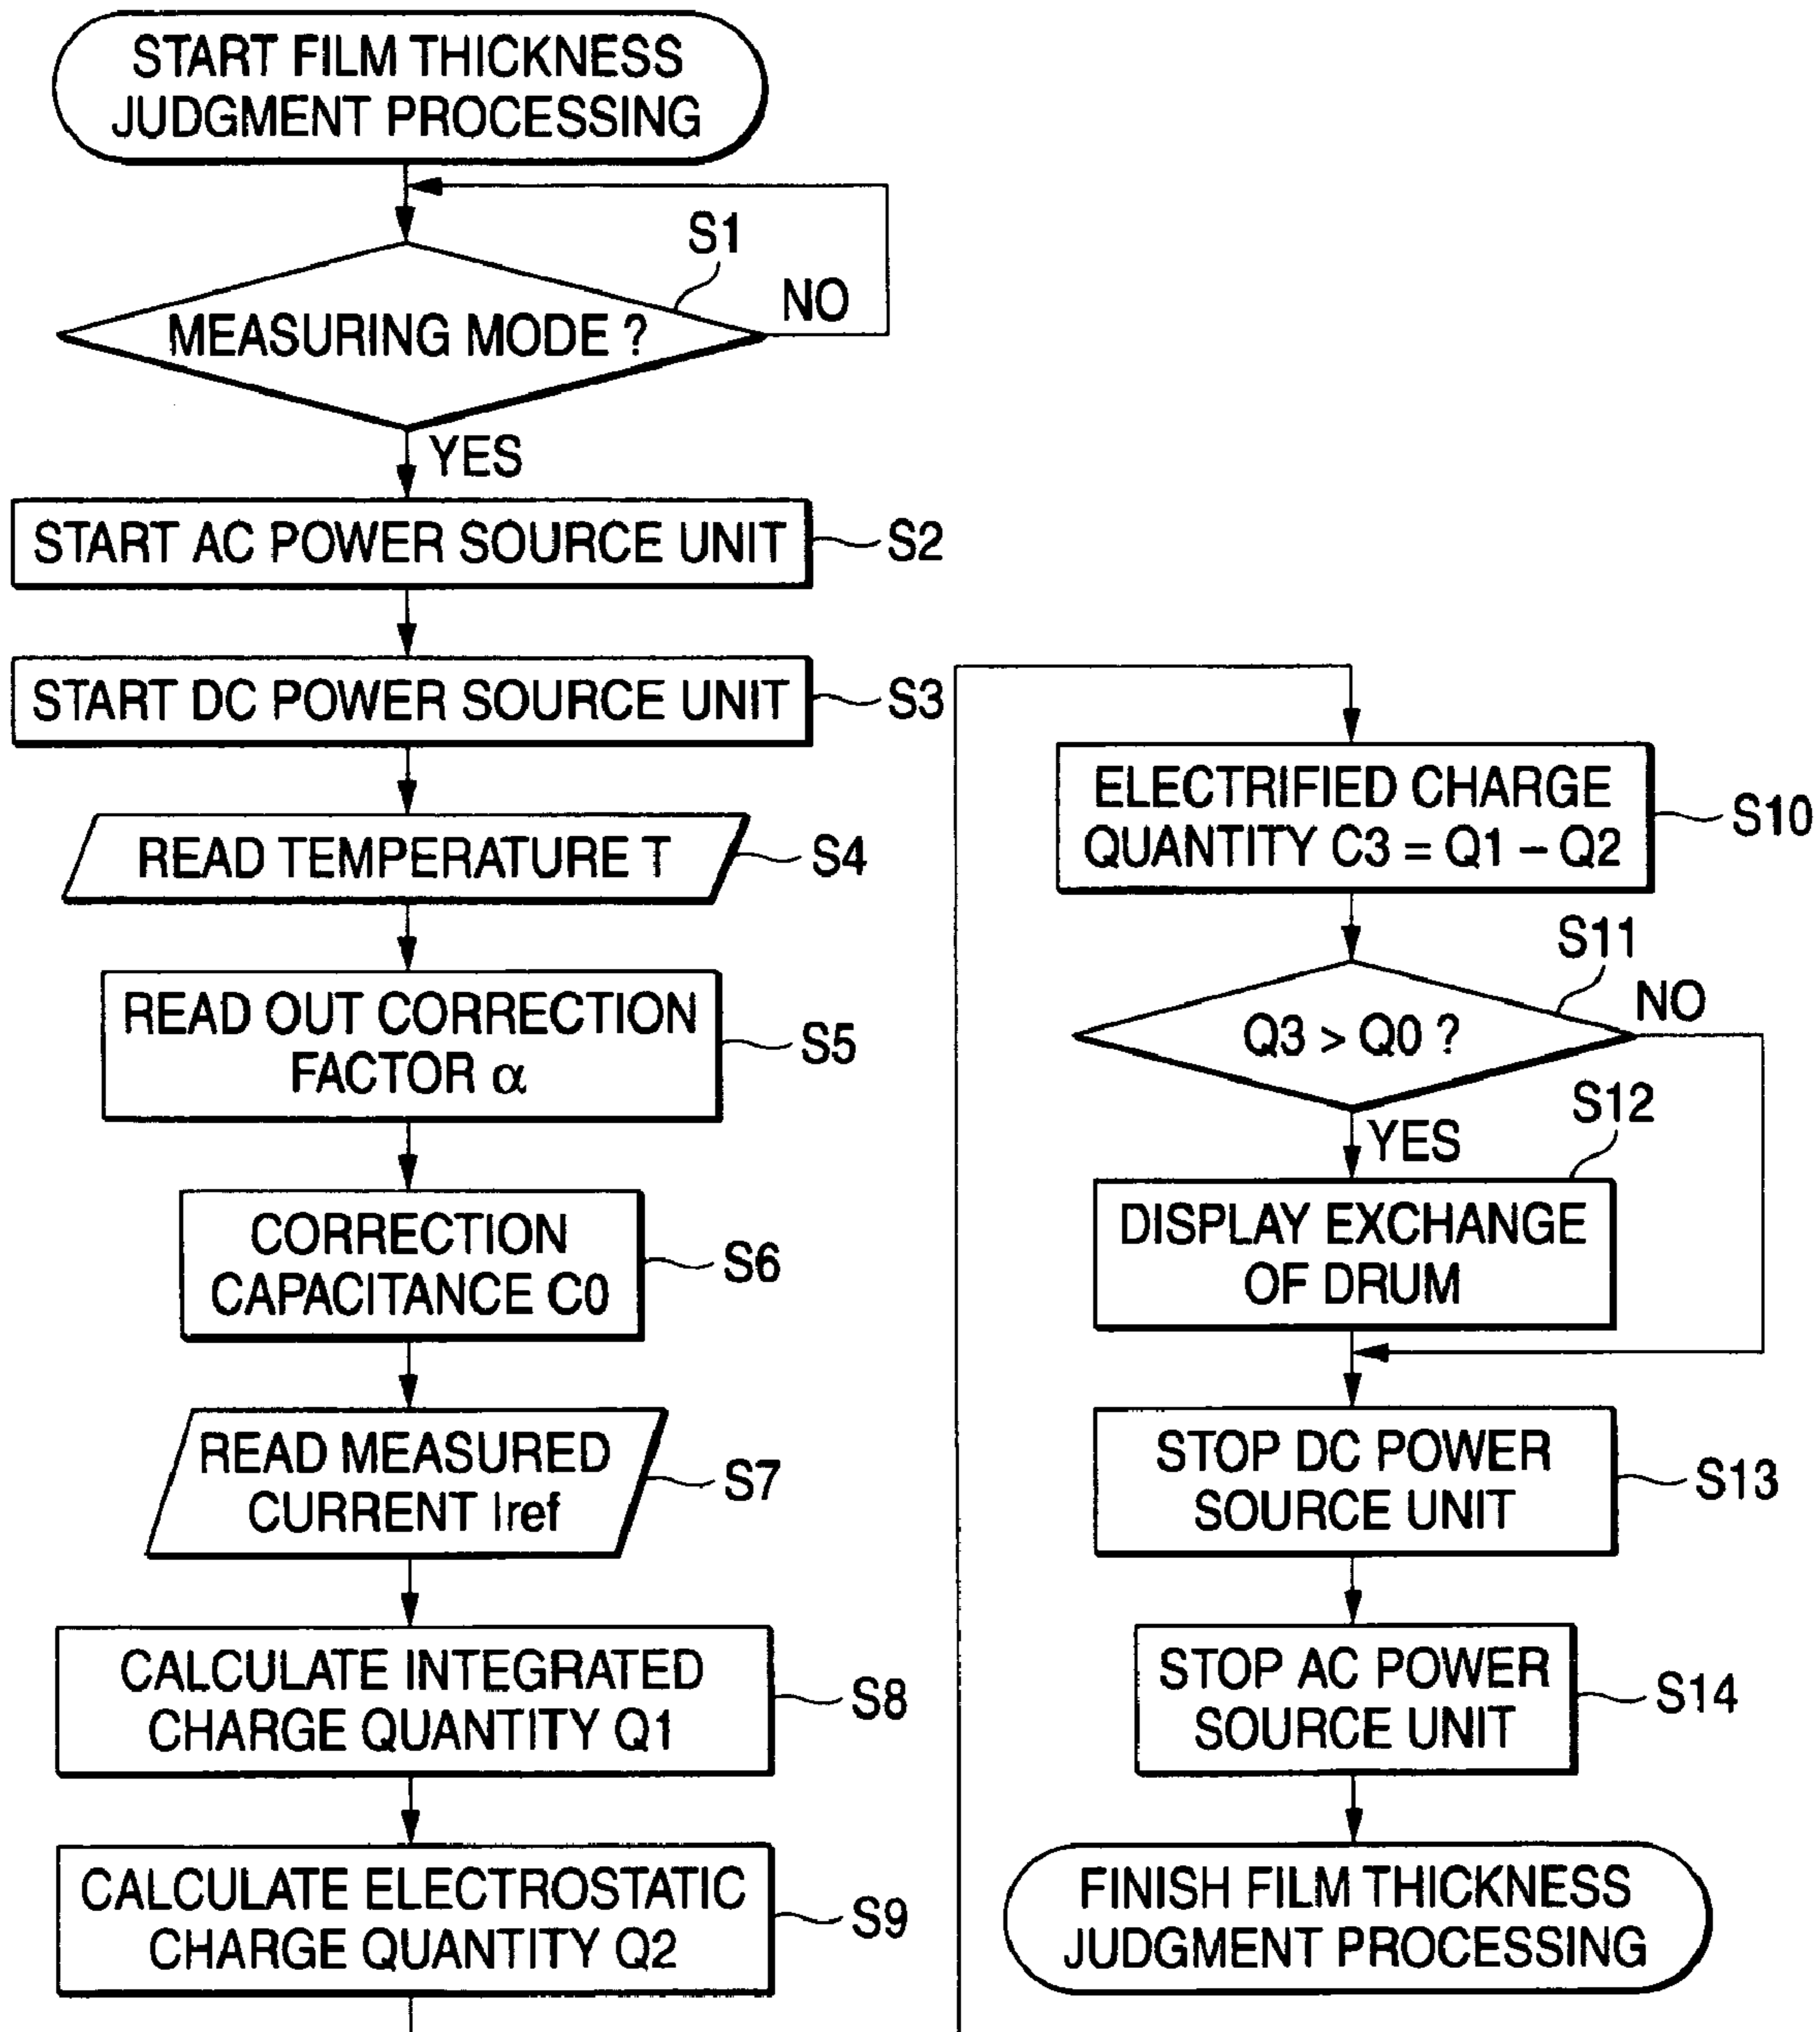 START FILM THICKNESS
JUDGMENT PROCESSING
S1
NO
MEASURING MODE ?
YES
START AC POWER SOURCE UNIT
S2
START DC POWER SOURCE UNIT
S3
READ TEMPERATURE T
S4
READ OUT CORRECTION
FACTOR α
S5
CORRECTION
CAPACITANCE C0
S6
READ MEASURED
CURRENT Iref
S7
CALCULATE INTEGRATED
CHARGE QUANTITY Q1
S8
CALCULATE ELECTROSTATIC
CHARGE QUANTITY Q2
S9
ELECTRIFIED CHARGE
QUANTITY C3 = Q1 – Q2
S10
S11
NO
Q3 > Q0 ?
YES
S12
DISPLAY EXCHANGE
OF DRUM
STOP DC POWER
SOURCE UNIT
S13
STOP AC POWER
SOURCE UNIT
S14
FINISH FILM THICKNESS
JUDGMENT PROCESSING